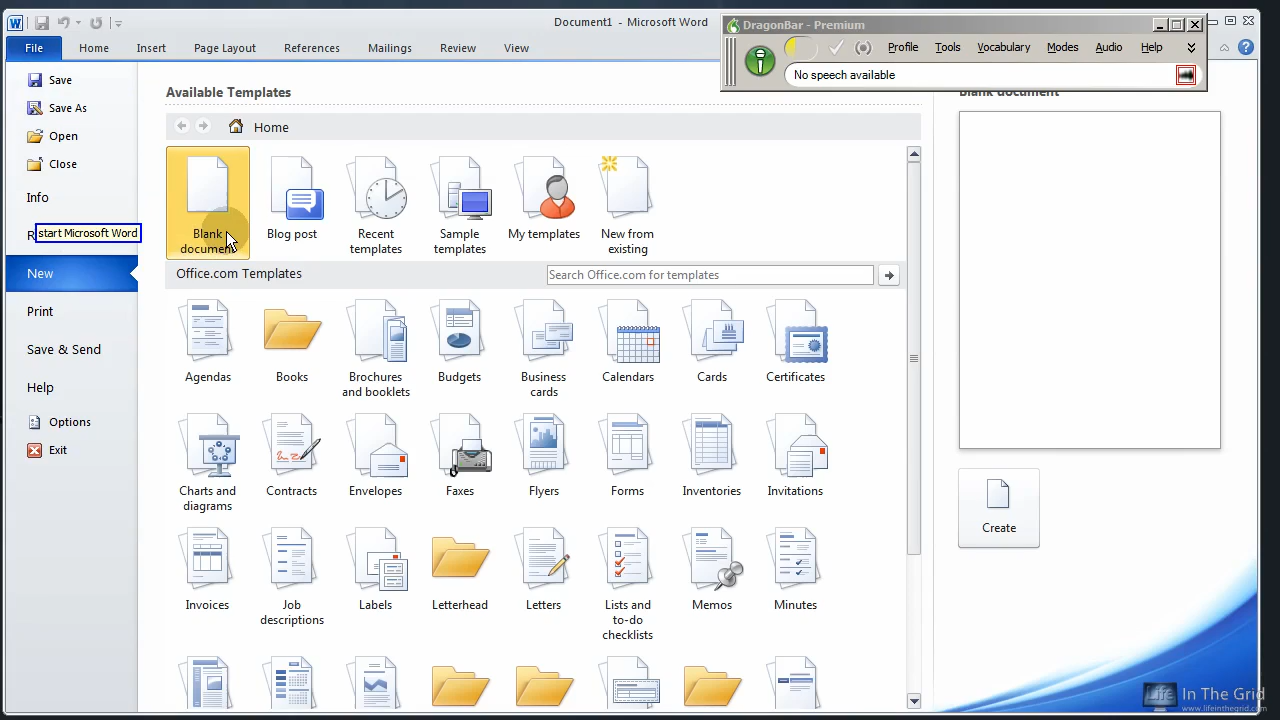 Document1 - Microsoft Word
File
Home
Insert
Page Layout
References
Mailings
Review
View
DragonBar - Premium
Profile
Tools
Vocabulary
Modes
Audio
Help
No speech available
Save
Save As
Open
Close
Info
R
start Microsoft Word
New
Print
Save & Send
Help
Options
Exit
Available Templates
Home
Blank
document
Blog post
Recent
templates
Sample
templates
My templates
New from
existing
Office.com Templates
Search Office.com for templates
Agendas
Books
Brochures
and booklets
Budgets
Business
cards
Calendars
Cards
Certificates
Charts and
diagrams
Contracts
Envelopes
Faxes
Flyers
Forms
Inventories
Invitations
Invoices
Job
descriptions
Labels
Letterhead
Letters
Lists and
to-do
checklists
Memos
Minutes
Blank document
Create
Life In The Grid
www.lifeinthegrid.com